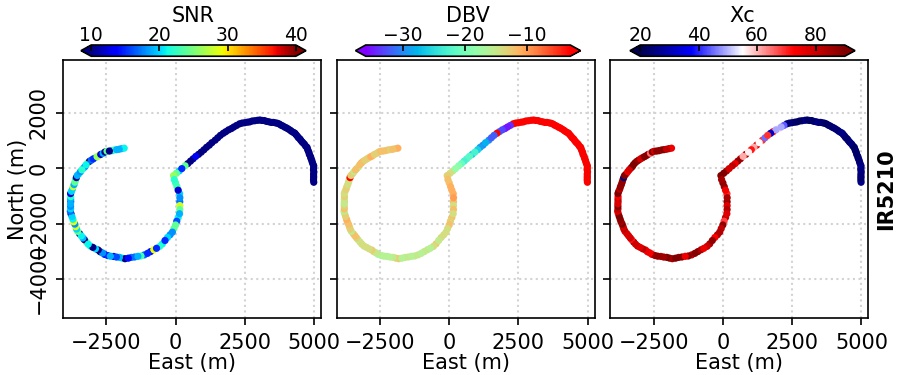 SNR DBV Xc
10 20 30 40 −30 −20 −10 20 40 60 80
2000
0
−2000
−4000
North (m)
IR5210
−2500 0 2500 5000 −2500 0 2500 5000 −2500 0 2500 5000
East (m) East (m) East (m)